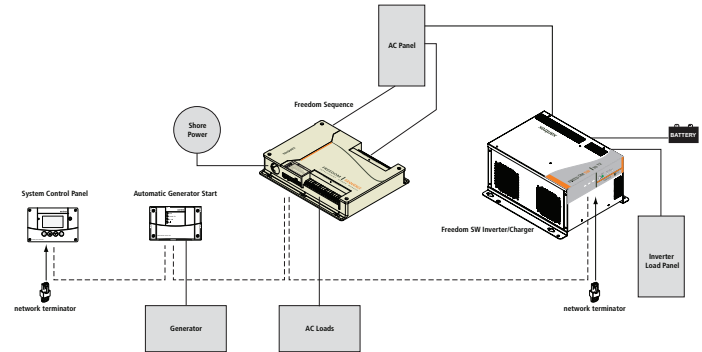 AC Panel
Freedom Sequence
Shore
Power
BATTERY
System Control Panel
Automatic Generator Start
Freedom SW Inverter/Charger
Inverter
Load Panel
network terminator
network terminator
Generator
AC Loads